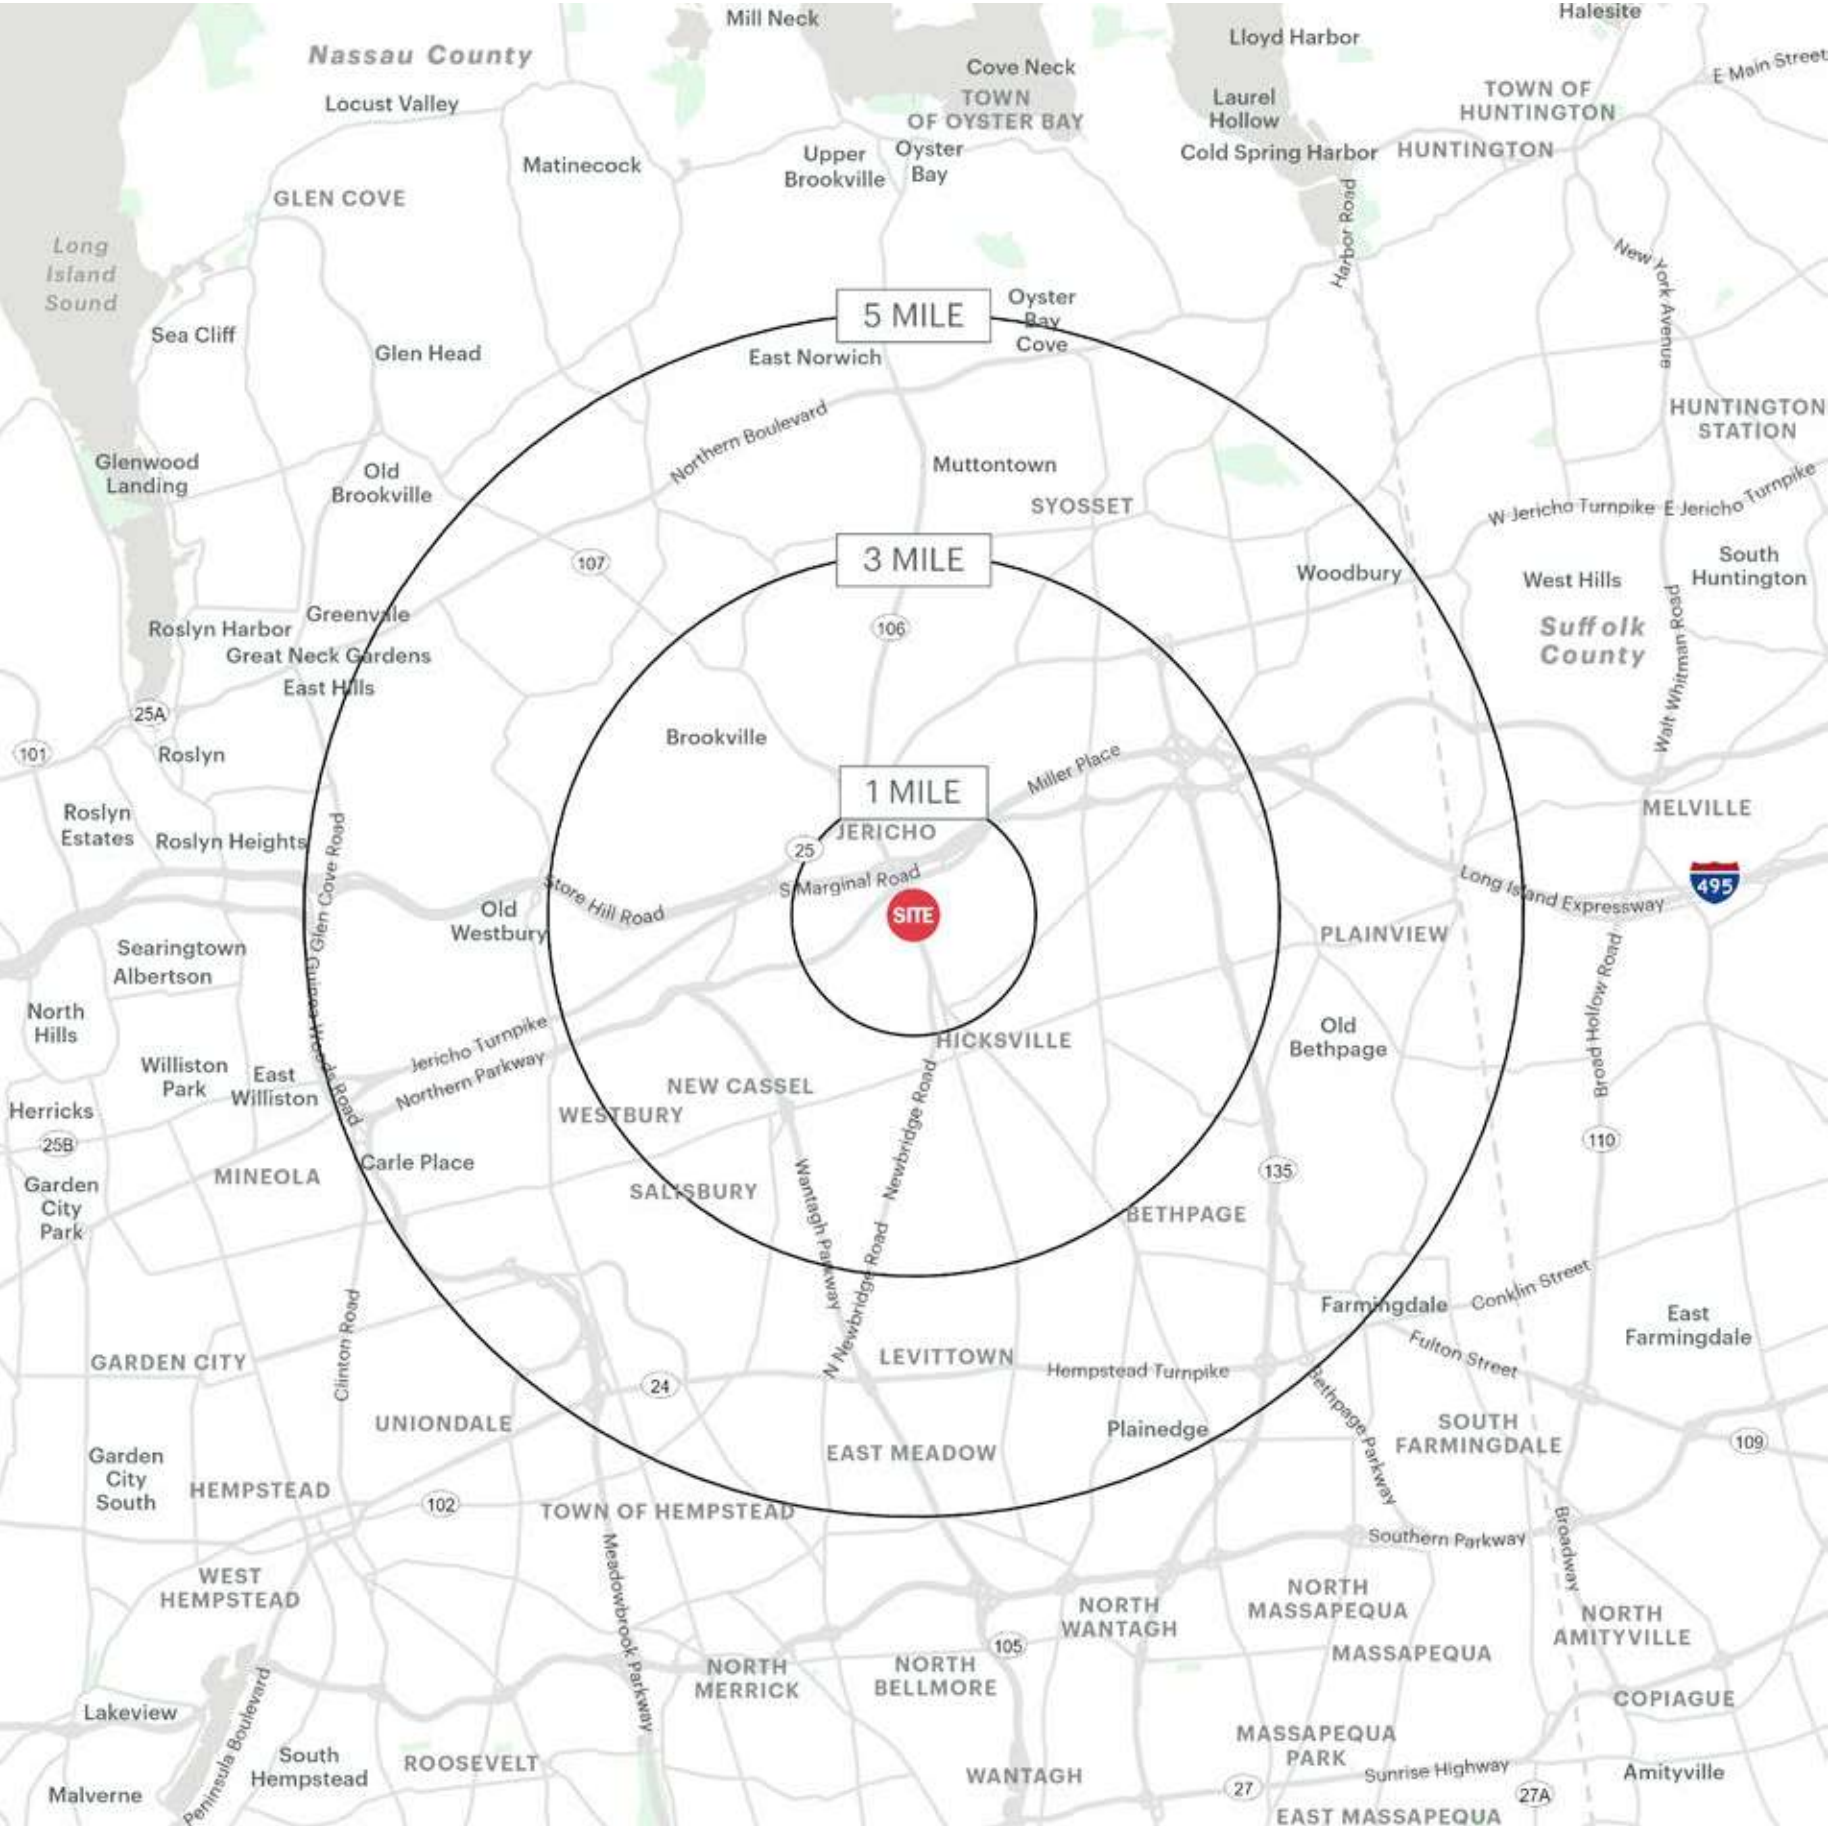 Mill Neck
Halesite
Lloyd Harbor
Nassau County
E Main Street
Cove Neck
TOWN
OF OYSTER BAY
TOWN OF
HUNTINGTON
Locust Valley
Laurel
Hollow
Cold Spring Harbor
HUNTINGTON
Matinecock
Upper
Brookville
Oyster
Bay
GLEN COVE
Harbor Road
Long
Island
Sound
New York Avenue
5 MILE
Oyster
Bay
Cove
Sea Cliff
Glen Head
East Norwich
Northern Boulevard
HUNTINGTON
STATION
Glenwood
Landing
Old
Brookville
Muttontown
SYOSSET
W Jericho Turnpike
E Jericho Turnpike
3 MILE
107
Woodbury
West Hills
South
Huntington
Greenvale
Roslyn Harbor
106
Suffolk
County
Great Neck Gardens
East Hills
Walt Whitman Road
25A
Brookville
101
Roslyn
Miller Place
1 MILE
MELVILLE
Roslyn
Estates
Roslyn Heights
JERICHO
25
Glen Cove Road
S Marginal Road
Store Hill Road
Long Island Expressway
495
SITE
Old
Westbury
PLAINVIEW
Searingtown
Albertson
Guinea Woods Road
Broad Hollow Road
North
Hills
Old
Bethpage
HICKSVILLE
Jericho Turnpike
Northern Parkway
Williston
Park
East
Williston
NEW CASSEL
WESTBURY
Herricks
25B
Newbridge Road
110
Carle Place
MINEOLA
135
Garden
City
Park
SALISBURY
Wantagh Parkway
BETHPAGE
N Newbridge Road
Conklin Street
Farmingdale
East
Farmingdale
Clinton Road
Fulton Street
GARDEN CITY
LEVITTOWN
Hempstead Turnpike
24
Bethpage Parkway
UNIONDALE
Plainedge
SOUTH
FARMINGDALE
109
EAST MEADOW
Garden
City
South
HEMPSTEAD
102
TOWN OF HEMPSTEAD
Southern Parkway
Broadway
Meadowbrook Parkway
WEST
HEMPSTEAD
NORTH
WANTAGH
NORTH
MASSAPEQUA
NORTH
AMITYVILLE
105
MASSAPEQUA
NORTH
MERRICK
NORTH
BELLMORE
COPIAGUE
Lakeview
Peninsula Boulevard
MASSAPEQUA
PARK
South
Hempstead
ROOSEVELT
WANTAGH
Sunrise Highway
Amityville
27
27A
Malverne
EAST MASSAPEQUA